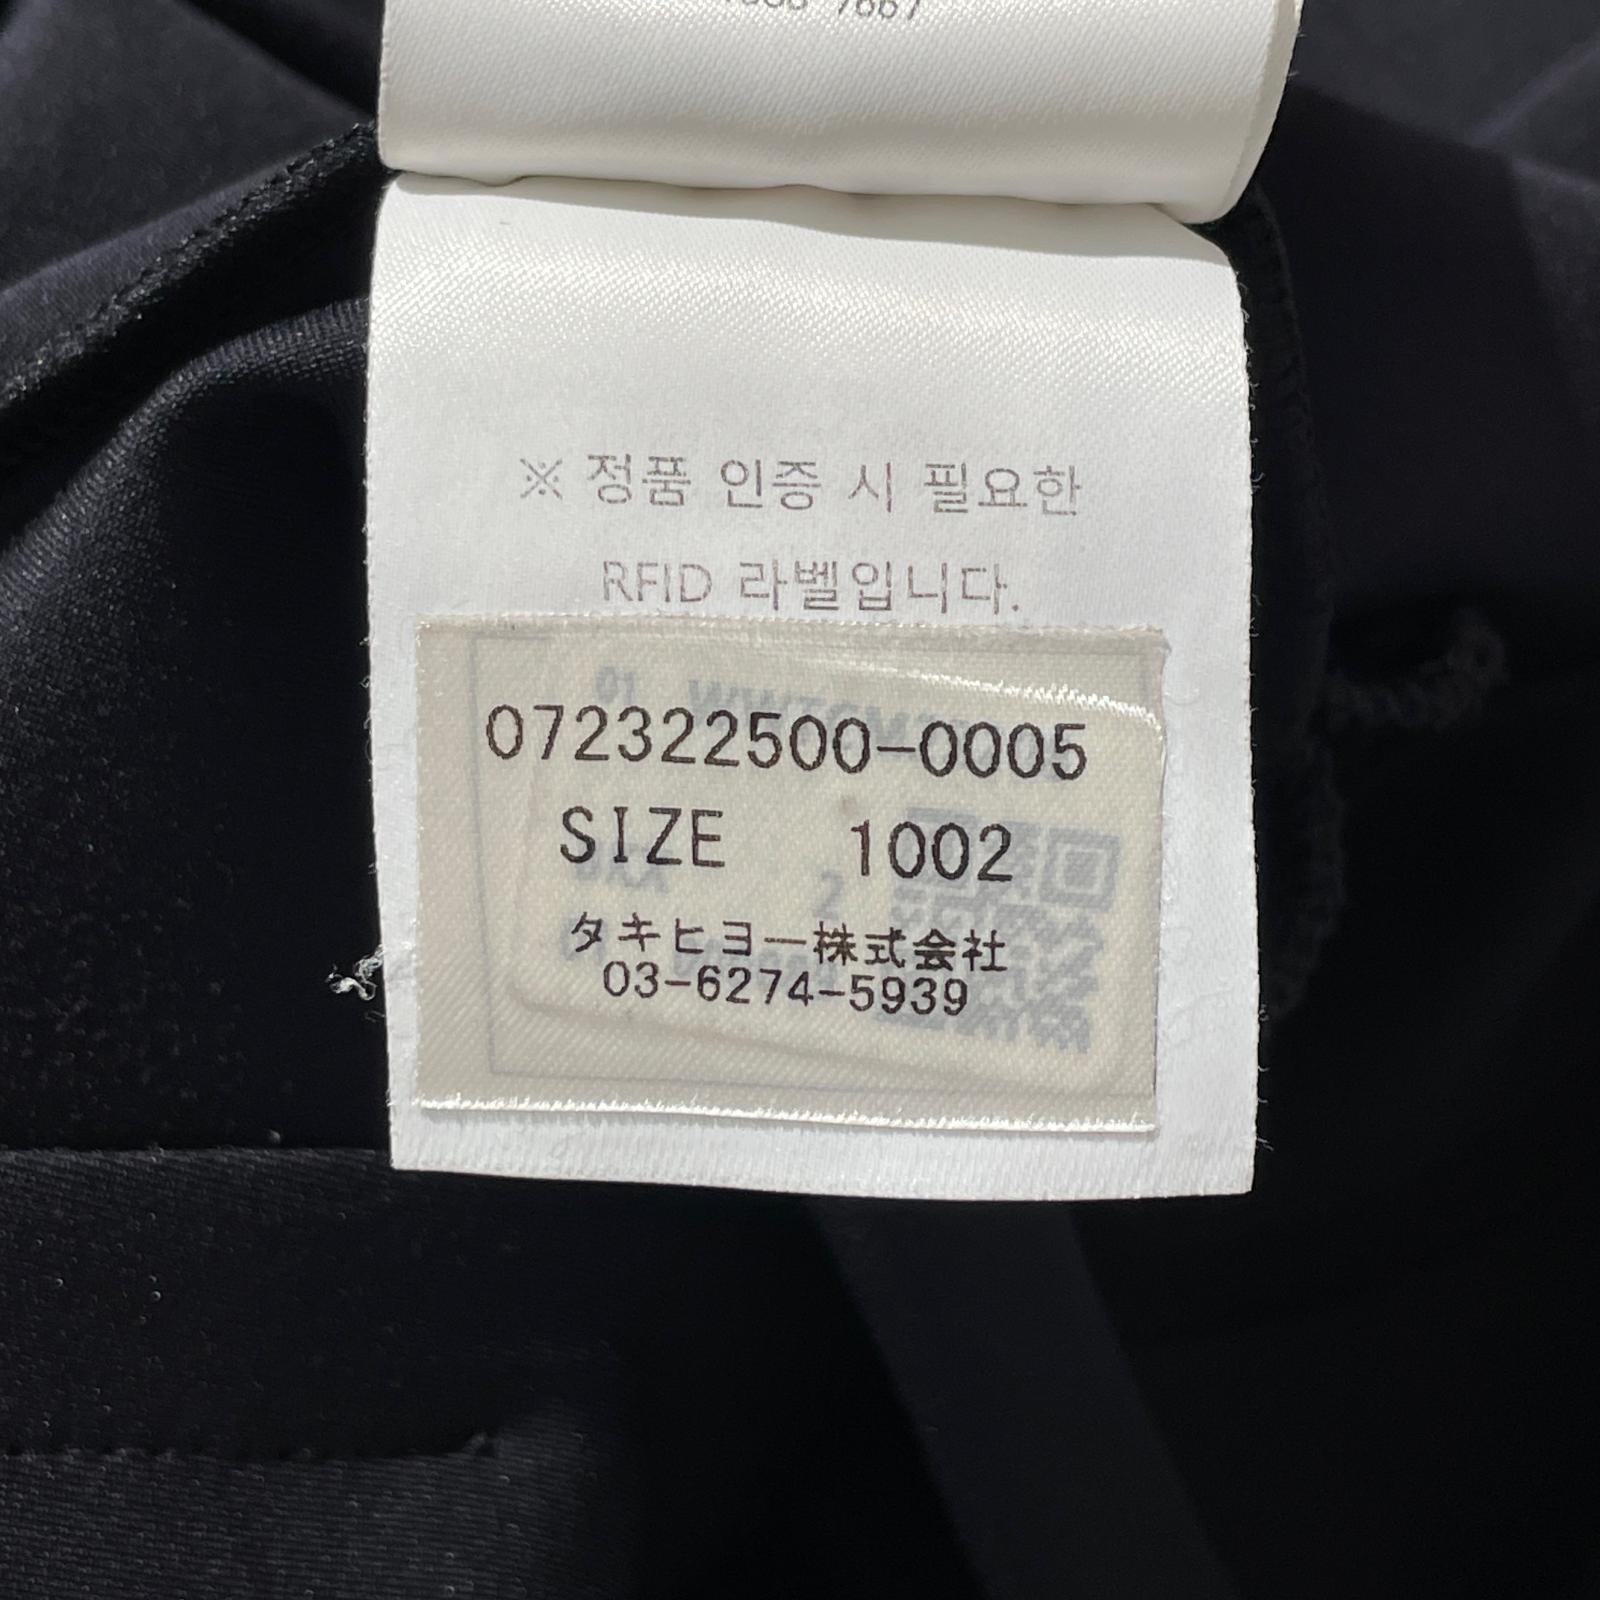 ※ 정품 인증 시 필요한
RFID 라벨입니다.
072322500-0005
SIZE 1002
タキヒヨー株式会社
03-6274-5939